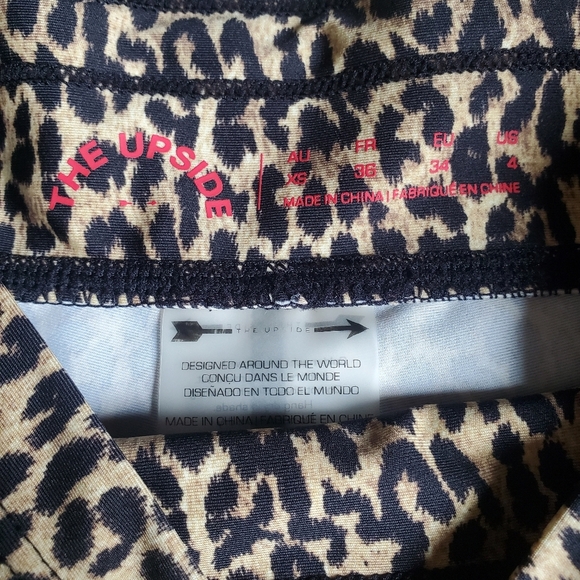 THE UPSIDE
AU FR EU US
XS 36 34 4
MADE IN CHINA | FABRIQUÉ EN CHINE
THE UPSIDE
DESIGNED AROUND THE WORLD
CONÇU DANS LE MONDE
DISEÑADO EN TODO EL MUNDO
MADE IN CHINA | FABRIQUÉ EN CHINE